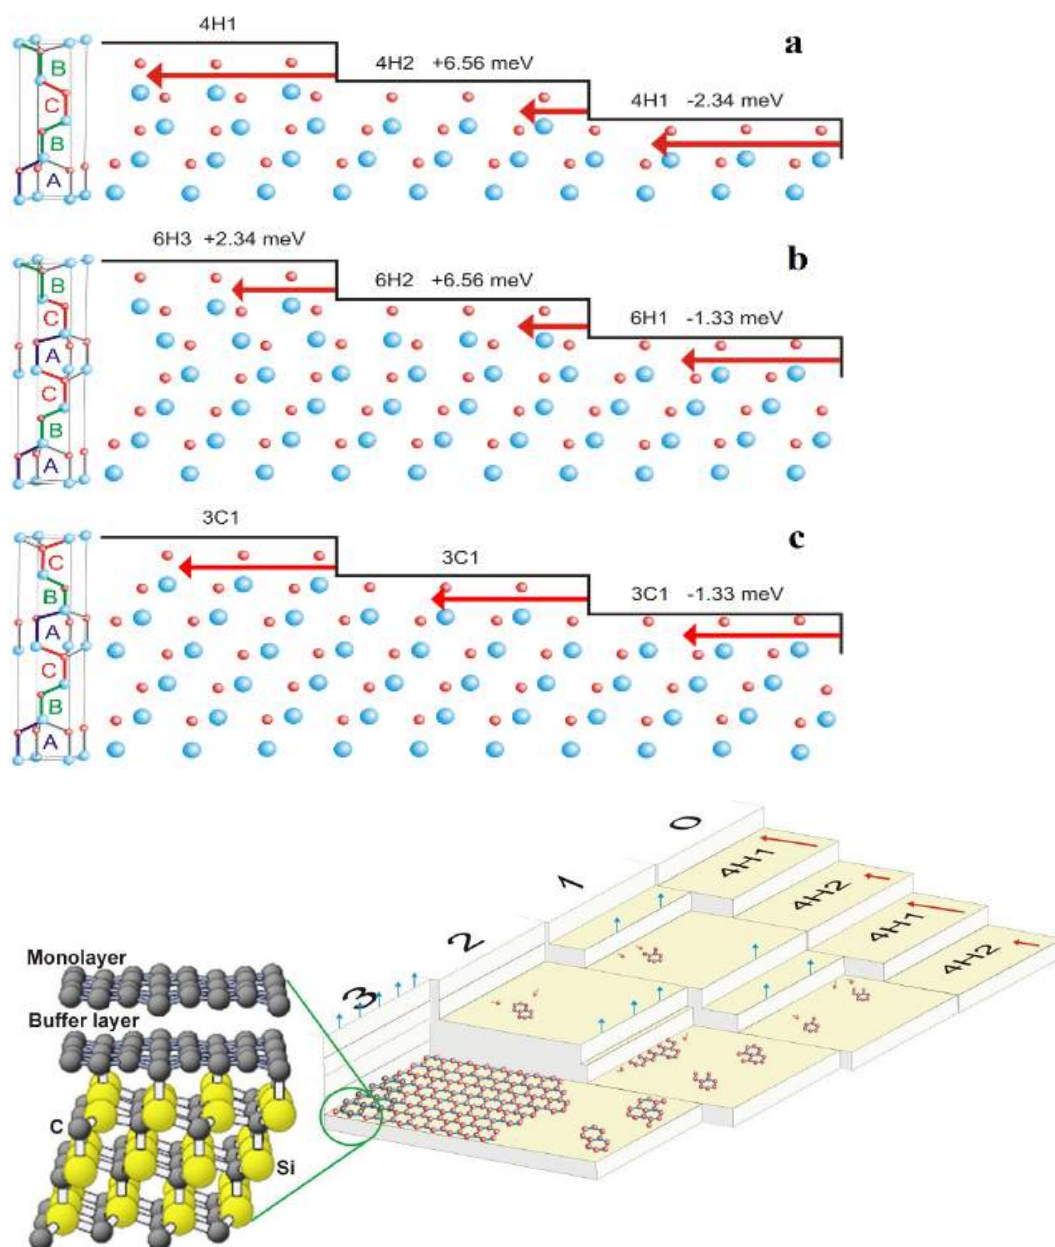 4H1
a
B
C
B
A
4H2 +6.56 meV
4H1 -2.34 meV
6H3 +2.34 meV
b
B
C
A
C
B
A
6H2 +6.56 meV
6H1 -1.33 meV
3C1
c
C
B
A
C
B
A
3C1
3C1 -1.33 meV
0
1
2
3
4H1
4H2
4H1
4H2
Monolayer
Buffer layer
C
Si